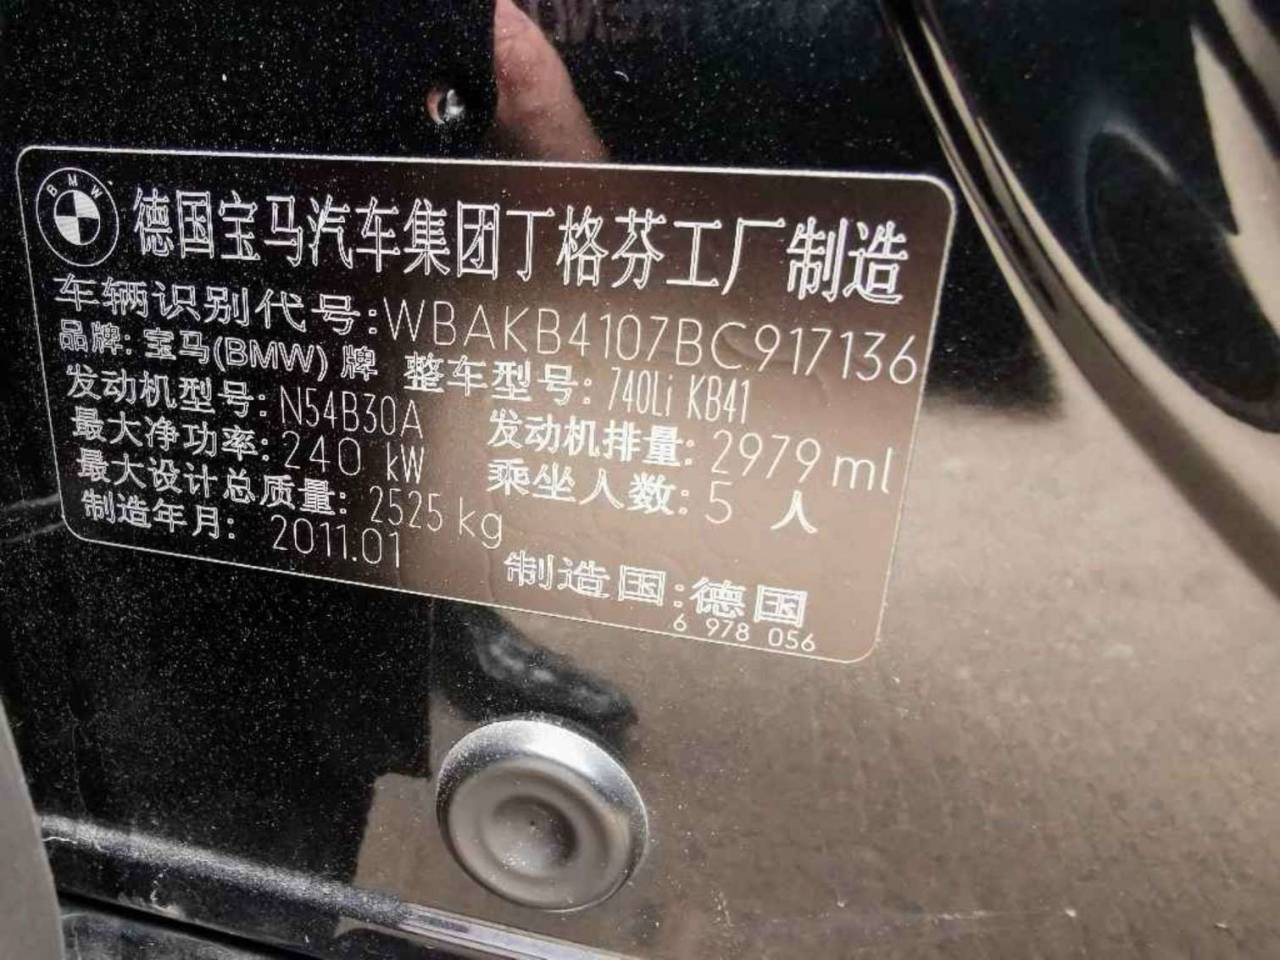 BMW
德国宝马汽车集团丁格芬工厂制造
车辆识别代号:WBAKB4107BC917136
品牌: 宝马(BMW) 牌 整车型号: 740Li KB41
发动机型号: N54B30A 发动机排量: 2979 ml
最大净功率: 240 kW 乘坐人数: 5 人
最大设计总质量: 2525 kg
制造年月: 2011.01 制造国:德国
6 978 056